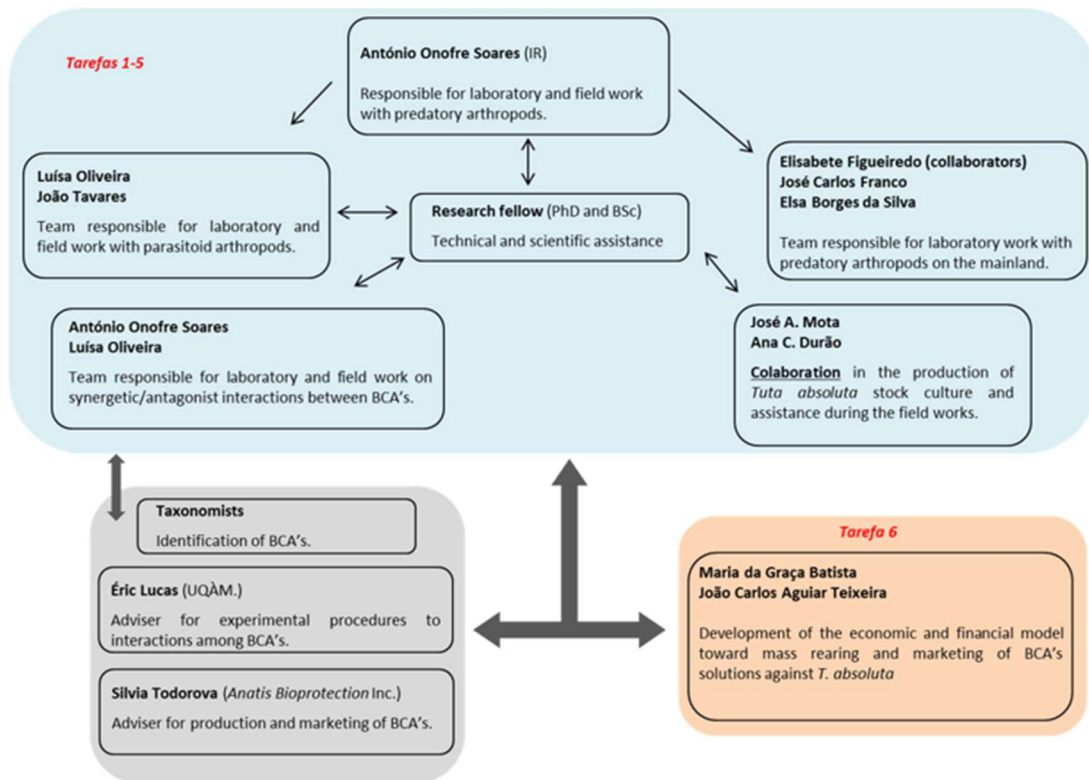 Tarefas 1-5
António Onofre Soares (IR)
Responsible for laboratory and field work
with predatory arthropods.
Luísa Oliveira
João Tavares
Team responsible for laboratory and
field work with parasitoid arthropods.
Research fellow (PhD and BSc)
Technical and scientific assistance
Elisabete Figueiredo (collaborators)
José Carlos Franco
Elsa Borges da Silva
Team responsible for laboratory work with
predatory arthropods on the mainland.
António Onofre Soares
Luísa Oliveira
Team responsible for laboratory and field work on
synergetic/antagonist interactions between BCA's.
José A. Mota
Ana C. Durão
Colaboration in the production of
Tuta absoluta stock culture and
assistance during the field works.
Taxonomists
Identification of BCA's.
Éric Lucas (UQÀM.)
Adviser for experimental procedures to
interactions among BCA's.
Silvia Todorova (Anatis Bioprotection Inc.)
Adviser for production and marketing of BCA's.
Tarefa 6
Maria da Graça Batista
João Carlos Aguiar Teixeira
Development of the economic and financial model
toward mass rearing and marketing of BCA's
solutions against T. absoluta